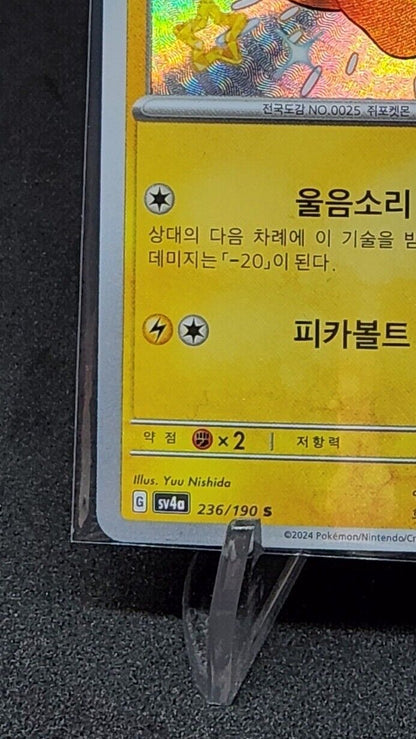 전국도감 NO.0025 쥐포켓몬
울음소리
상대의 다음 차례에 이 기술을 받
데미지는 「-20」이 된다.
피카볼트
약점 ×2 저항력
Illus. Yuu Nishida
G sv4a 236/190 S
©2024 Pokémon/Nintendo/Cr